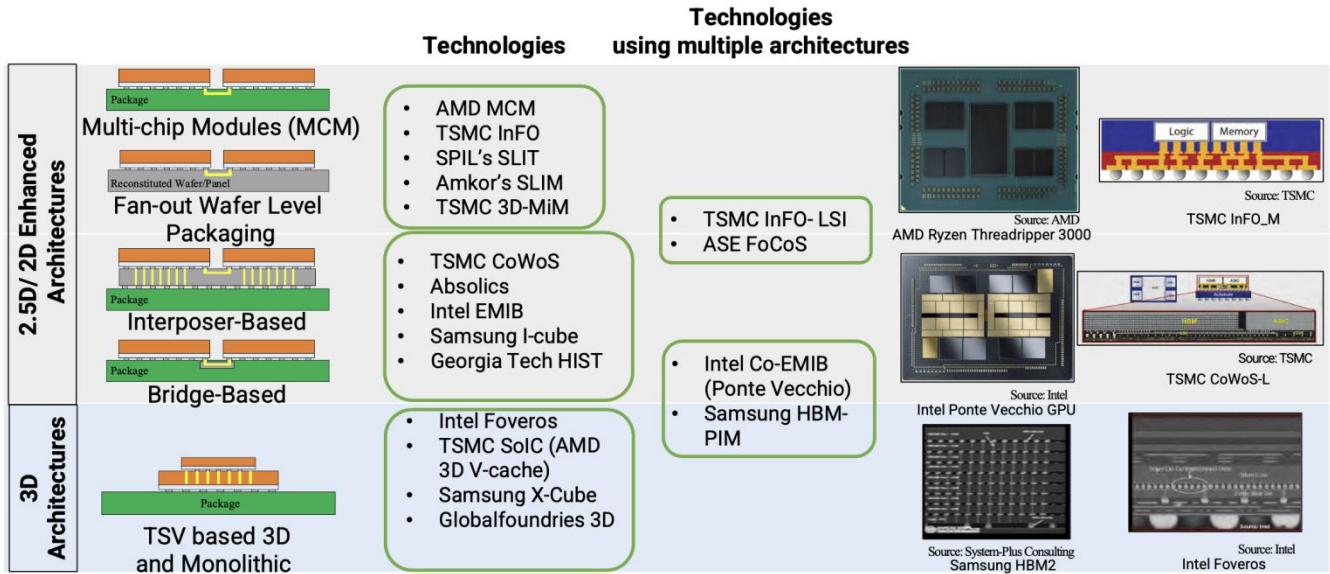 Technologies
Technologies
using multiple architectures
2.5D/ 2D Enhanced
Architectures
Package
Multi-chip Modules (MCM)
Reconstituted Wafer/Panel
Fan-out Wafer Level
Packaging
Package
Interposer-Based
Package
Bridge-Based
• AMD MCM
• TSMC InFO
• SPIL's SLIT
• Amkor's SLIM
• TSMC 3D-MiM
• TSMC CoWoS
• Absolics
• Intel EMIB
• Samsung I-cube
• Georgia Tech HIST
• TSMC InFO- LSI
• ASE FoCoS
• Intel Co-EMIB
(Ponte Vecchio)
• Samsung HBM-
PIM
Source: AMD
AMD Ryzen Threadripper 3000
Logic
Memory
Source: TSMC
TSMC InFO_M
Source: Intel
Intel Ponte Vecchio GPU
HBM
ASIC
Source: TSMC
TSMC CoWoS-L
3D
Architectures
Package
TSV based 3D
and Monolithic
• Intel Foveros
• TSMC SoIC (AMD
3D V-cache)
• Samsung X-Cube
• Globalfoundries 3D
Source: System-Plus Consulting
Samsung HBM2
Source: Intel
Source: Intel
Intel Foveros